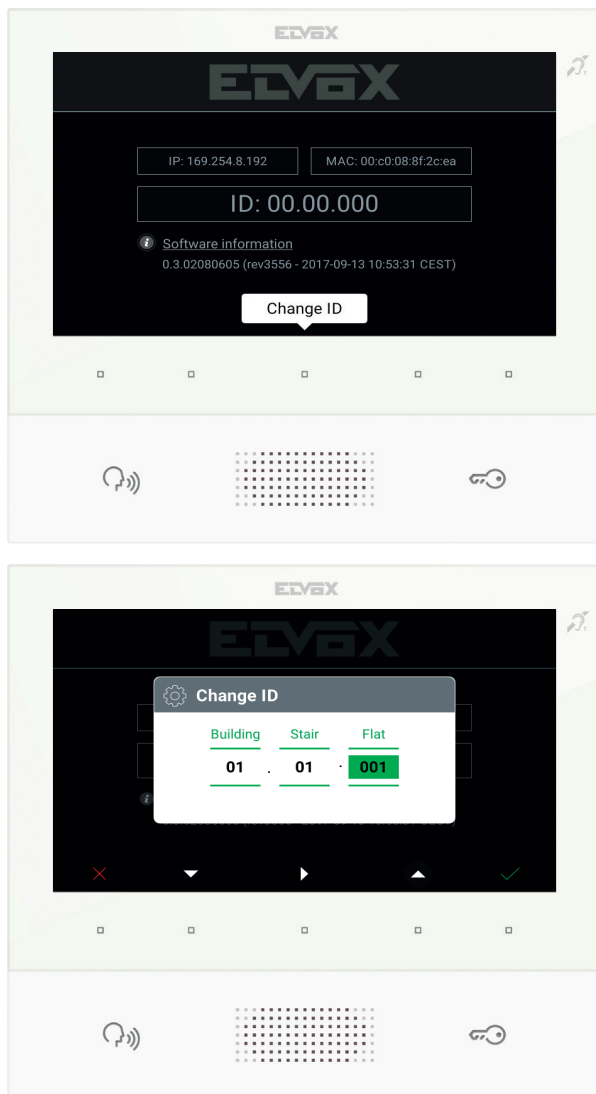 ELVOX
ELVOX
IP: 169.254.8.192 MAC: 00:c0:08:8f:2c:ea
ID: 00.00.000
i Software information
0.3.02080605 (rev3556 - 2017-09-13 10:53:31 CEST)
Change ID
ELVOX
ELVOX
Change ID
Building Stair Flat
01 . 01 . 001